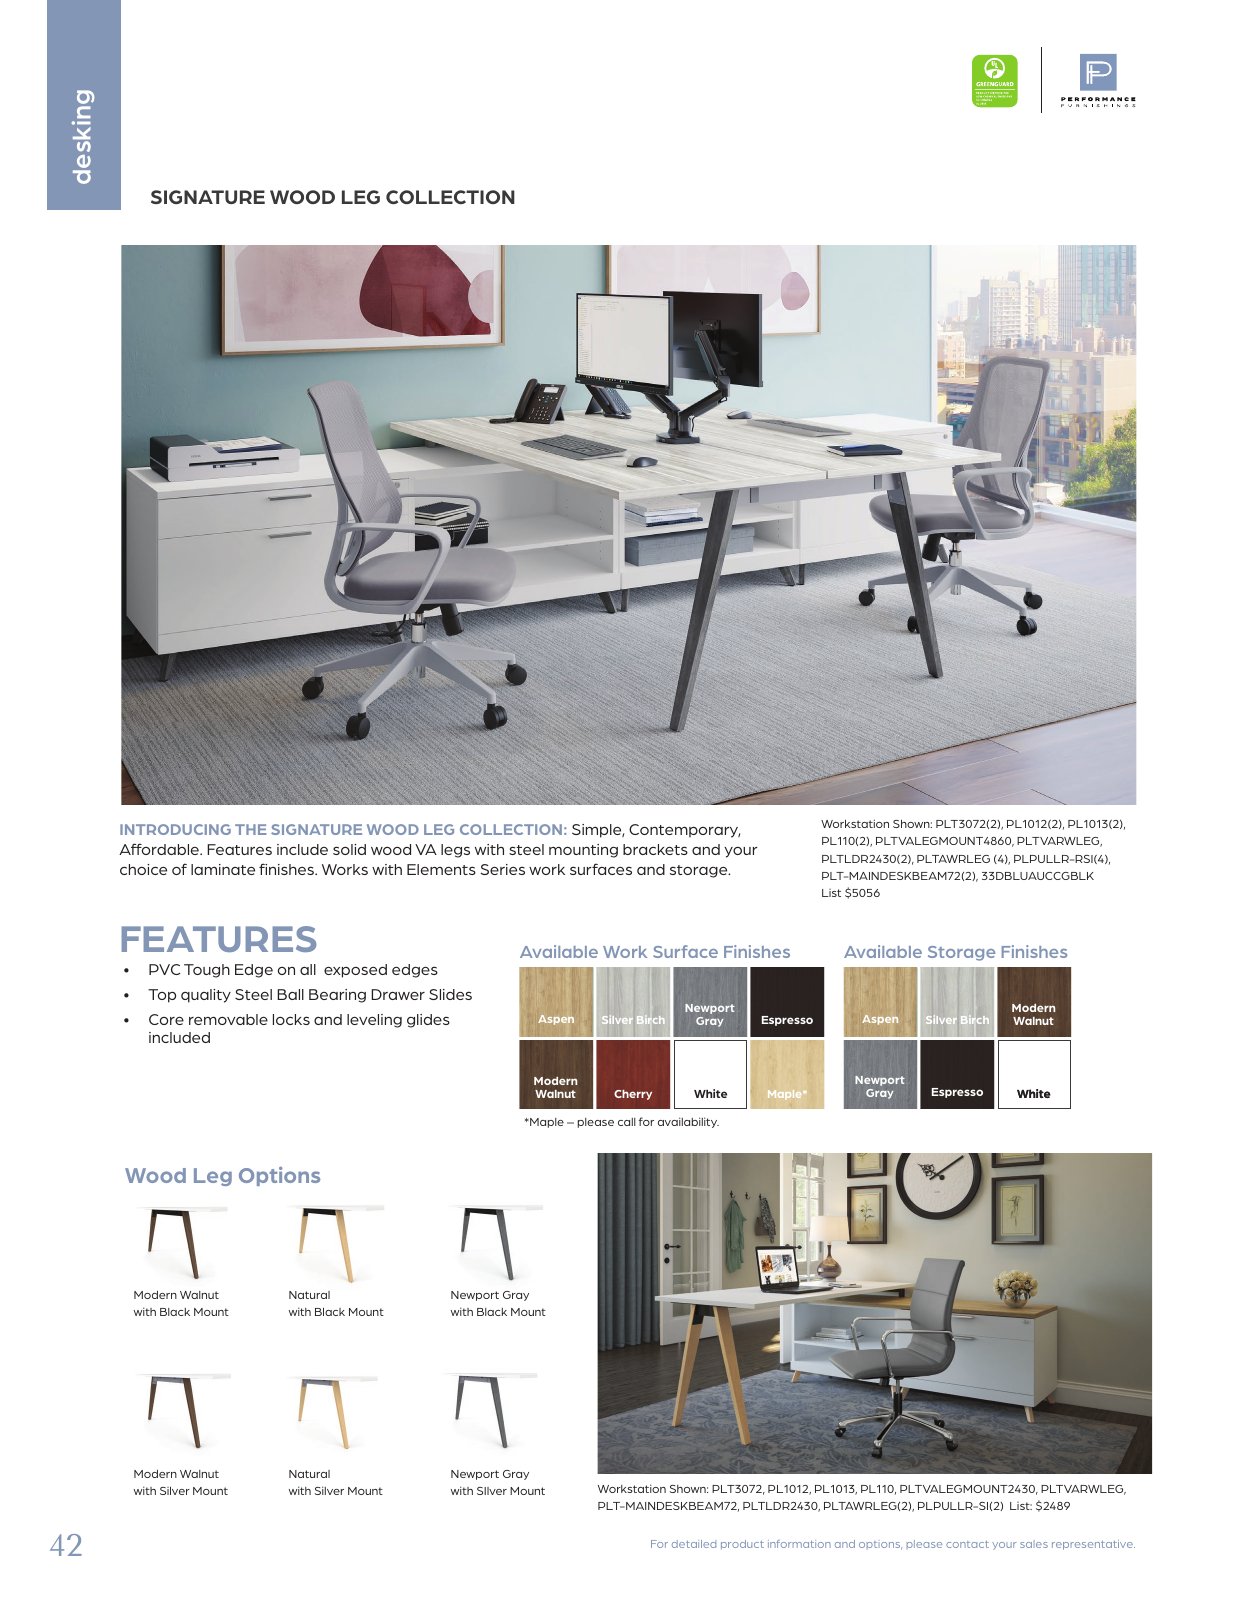 desking
GREENGUARD
PERFORMANCE
FURNISHINGS
SIGNATURE WOOD LEG COLLECTION
INTRODUCING THE SIGNATURE WOOD LEG COLLECTION: Simple, Contemporary,
Affordable. Features include solid wood VA legs with steel mounting brackets and your
choice of laminate finishes. Works with Elements Series work surfaces and storage.
Workstation Shown: PLT3072(2), PL1012(2), PL1013(2),
PL110(2), PLTVALEGMOUNT4860, PLTVARWLEG,
PLTLDR2430(2), PLTAWRLEG (4), PLPULLR-RSI(4),
PLT-MAINDESKBEAM72(2), 33DBLUAUCCGBLK
List $5056
FEATURES
• PVC Tough Edge on all exposed edges
• Top quality Steel Ball Bearing Drawer Slides
• Core removable locks and leveling glides
included
Available Work Surface Finishes
Aspen
Silver Birch
Newport
Gray
Espresso
Modern
Walnut
Cherry
White
Maple*
*Maple – please call for availability.
Available Storage Finishes
Aspen
Silver Birch
Modern
Walnut
Newport
Gray
Espresso
White
Wood Leg Options
Modern Walnut
with Black Mount
Natural
with Black Mount
Newport Gray
with Black Mount
Modern Walnut
with Silver Mount
Natural
with Silver Mount
Newport Gray
with SIlver Mount
Workstation Shown: PLT3072, PL1012, PL1013, PL110, PLTVALEGMOUNT2430, PLTVARWLEG,
PLT-MAINDESKBEAM72, PLTLDR2430, PLTAWRLEG(2), PLPULLR-SI(2) List: $2489
42
For detailed product information and options, please contact your sales representative.